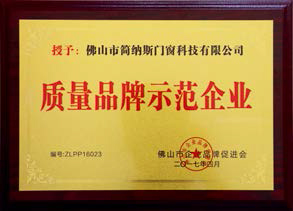 授予：佛山市简纳斯门窗科技有限公司
质量品牌示范企业
编号:ZLPP16023
佛山市企业品牌促进会
二〇一七年四月